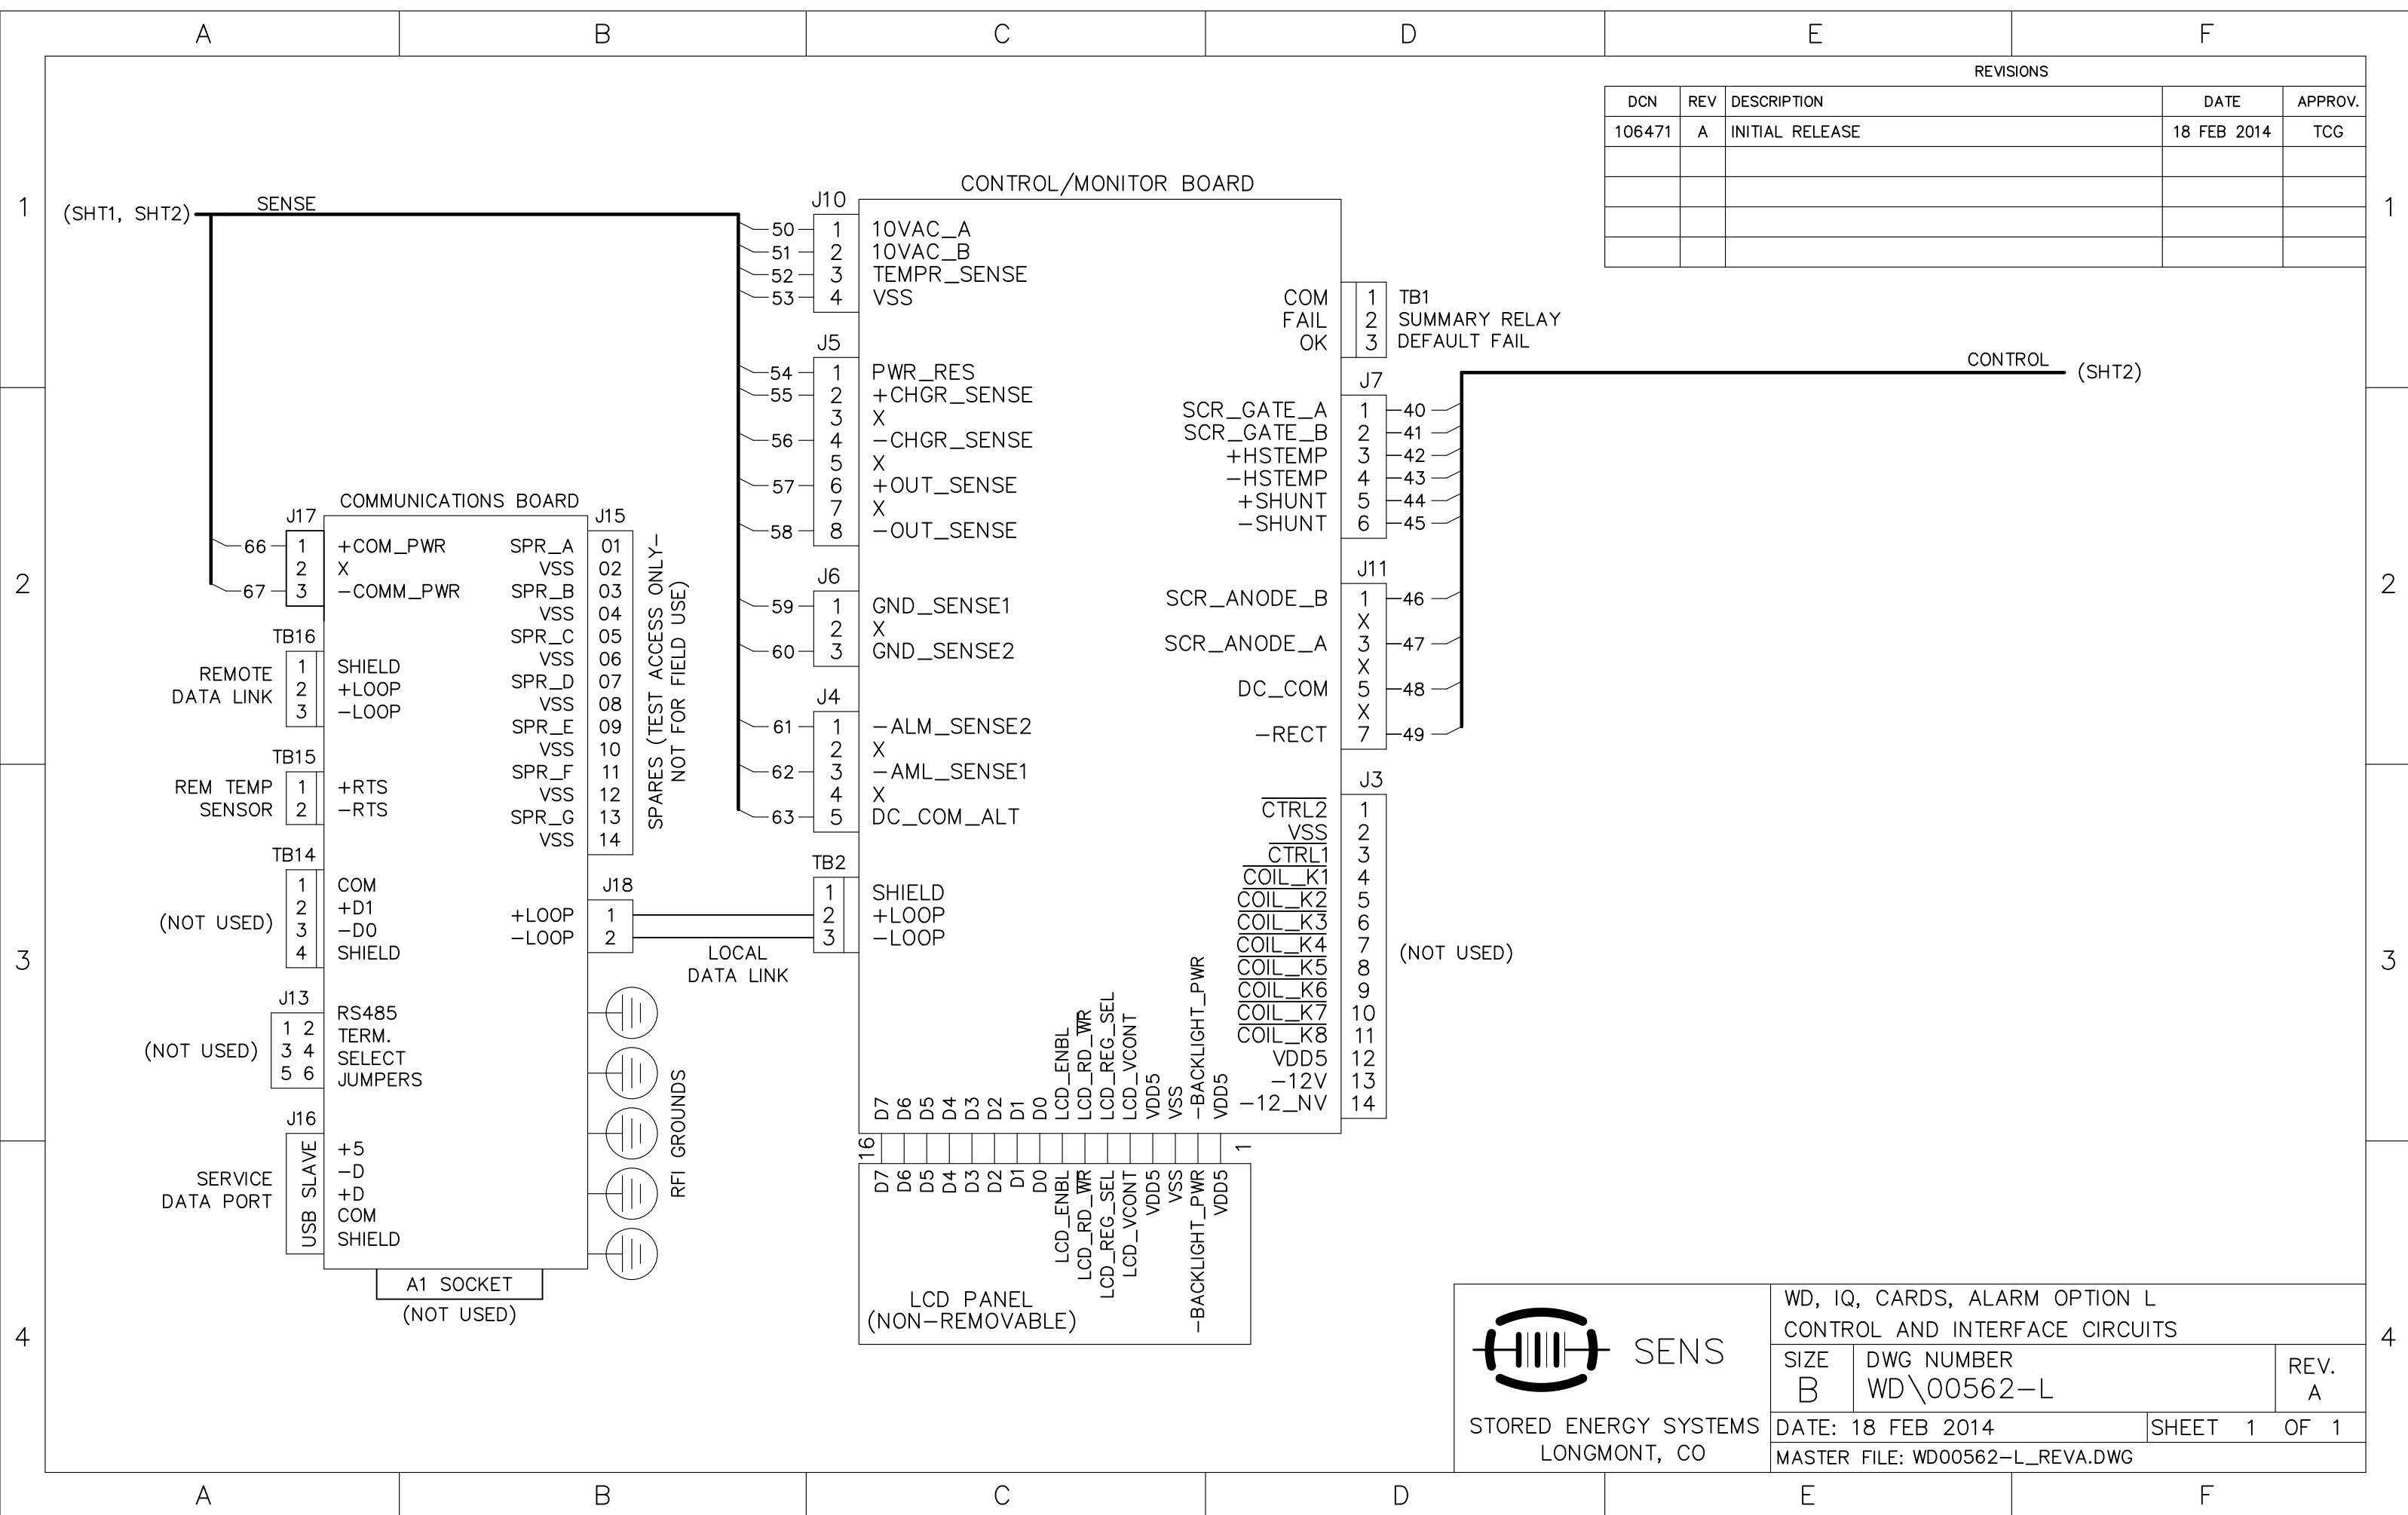 A B C D E F
REVISIONS
DCN REV DESCRIPTION DATE APPROV.
106471 A INITIAL RELEASE 18 FEB 2014 TCG
1 1
2 2
3 3
4 4
(SHT1, SHT2) SENSE
CONTROL/MONITOR BOARD
J10
50 1 10VAC_A
51 2 10VAC_B
52 3 TEMPR_SENSE
53 4 VSS
J5
54 1 PWR_RES
55 2 +CHGR_SENSE
3 X
56 4 -CHGR_SENSE
5 X
57 6 +OUT_SENSE
7 X
58 8 -OUT_SENSE
J6
59 1 GND_SENSE1
2 X
60 3 GND_SENSE2
J4
61 1 -ALM_SENSE2
2 X
62 3 -AML_SENSE1
4 X
63 5 DC_COM_ALT
TB2
1 SHIELD
2 +LOOP
3 -LOOP
COM 1 TB1
FAIL 2 SUMMARY RELAY
OK 3 DEFAULT FAIL
CONTROL (SHT2)
J7
SCR_GATE_A 1 40
SCR_GATE_B 2 41
+HSTEMP 3 42
-HSTEMP 4 43
+SHUNT 5 44
-SHUNT 6 45
J11
SCR_ANODE_B 1 46
X
SCR_ANODE_A 3 47
X
DC_COM 5 48
X
-RECT 7 49
J3
CTRL2 1
VSS 2
CTRL1 3
COIL_K1 4
COIL_K2 5
COIL_K3 6
COIL_K4 7
COIL_K5 8
COIL_K6 9
COIL_K7 10
COIL_K8 11
VDD5 12
-12V 13
-12_NV 14
(NOT USED)
COMMUNICATIONS BOARD
J17
66 1 +COM_PWR
2 X
67 3 -COMM_PWR
TB16
REMOTE
DATA LINK
1 SHIELD
2 +LOOP
3 -LOOP
TB15
REM TEMP
SENSOR
1 +RTS
2 -RTS
TB14
(NOT USED)
1 COM
2 +D1
3 -D0
4 SHIELD
J13
(NOT USED)
1 2
3 4
5 6
RS485
TERM.
SELECT
JUMPERS
J16
SERVICE
DATA PORT
USB SLAVE
+5
-D
+D
COM
SHIELD
A1 SOCKET
(NOT USED)
J15
SPR_A 01
VSS 02
SPR_B 03
VSS 04
SPR_C 05
VSS 06
SPR_D 07
VSS 08
SPR_E 09
VSS 10
SPR_F 11
VSS 12
SPR_G 13
VSS 14
SPARES (TEST ACCESS ONLY-
NOT FOR FIELD USE)
J18
+LOOP 1
-LOOP 2
LOCAL
DATA LINK
RFI GROUNDS
D7
D6
D5
D4
D3
D2
D1
D0
LCD_ENBL
LCD_RD_WR
LCD_REG_SEL
LCD_VCONT
VDD5
VSS
-BACKLIGHT_PWR
VDD5
16 1
D7
D6
D5
D4
D3
D2
D1
D0
LCD_ENBL
LCD_RD_WR
LCD_REG_SEL
LCD_VCONT
VDD5
VSS
-BACKLIGHT_PWR
VDD5
LCD PANEL
(NON-REMOVABLE)
SENS
STORED ENERGY SYSTEMS
LONGMONT, CO
WD, IQ, CARDS, ALARM OPTION L
CONTROL AND INTERFACE CIRCUITS
SIZE
B
DWG NUMBER
WD\00562-L
REV.
A
DATE: 18 FEB 2014 SHEET 1 OF 1
MASTER FILE: WD00562-L_REVA.DWG
A B C D E F